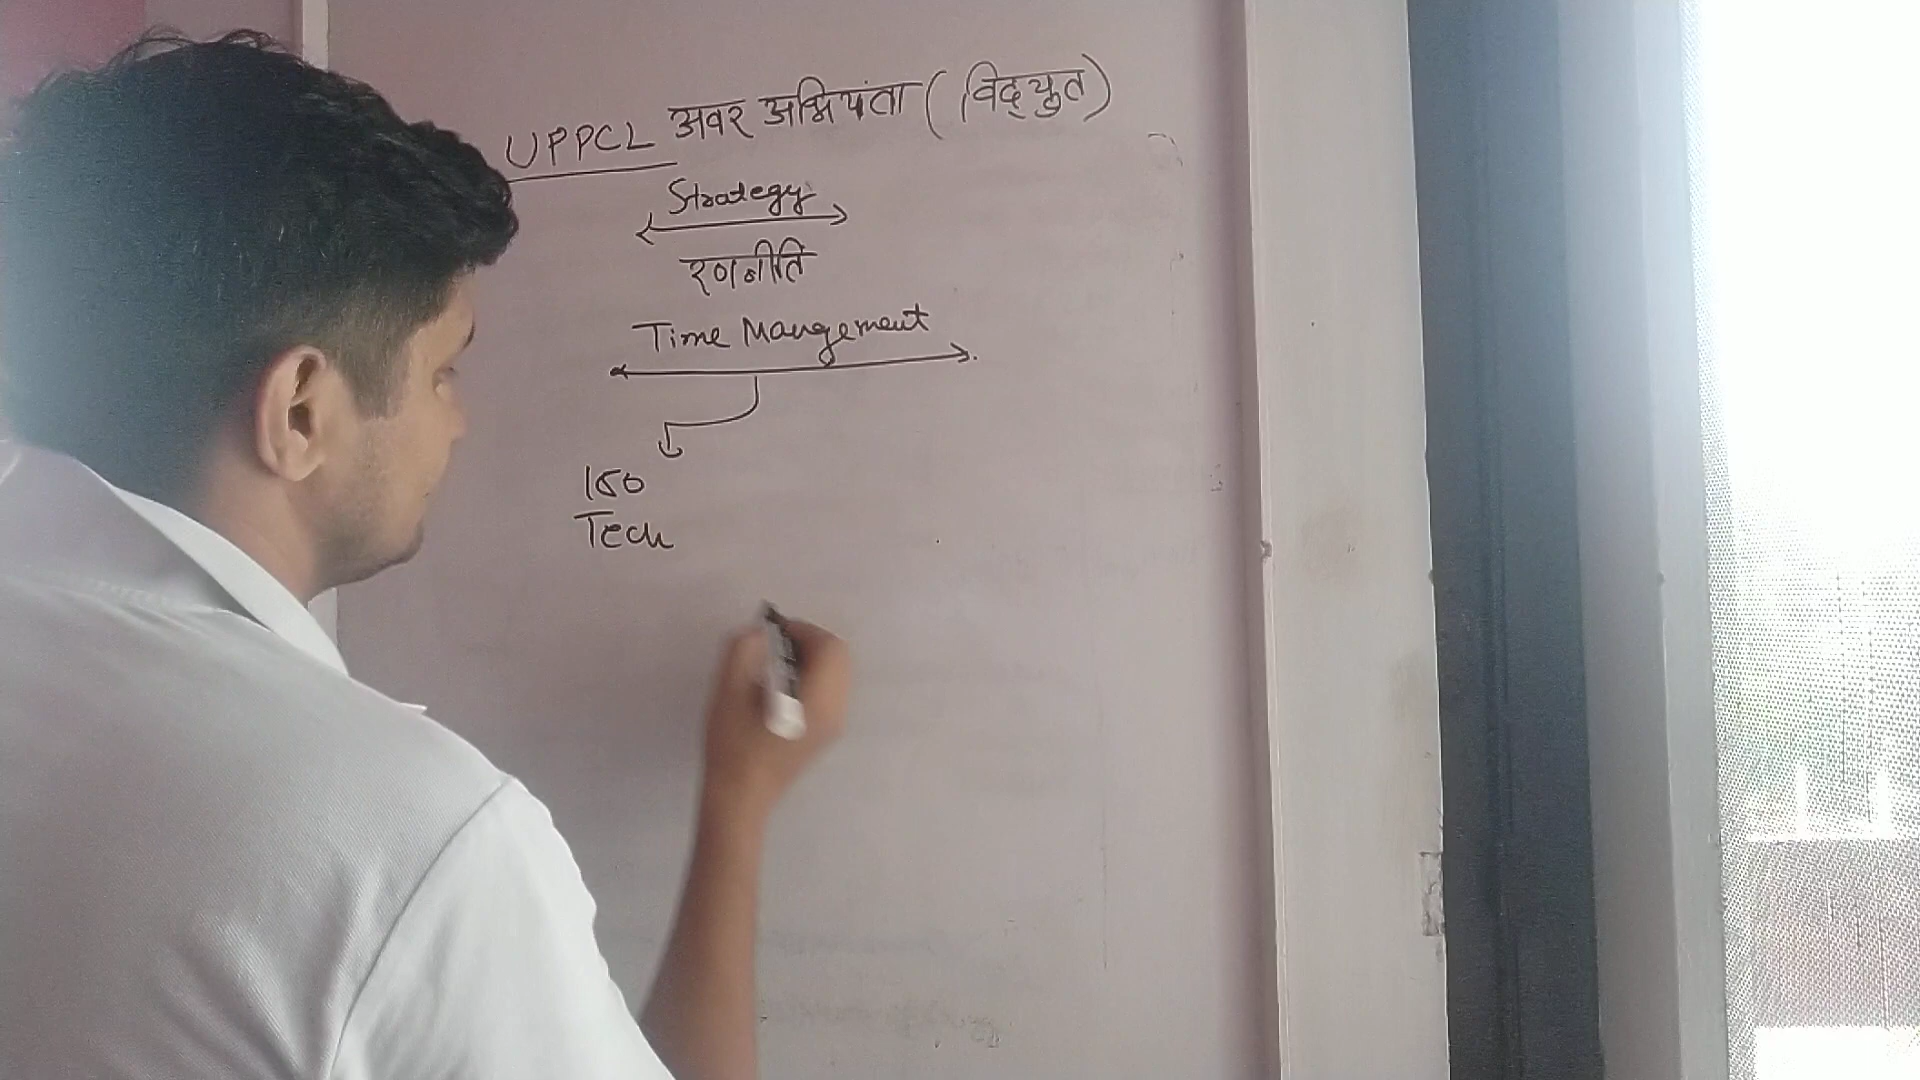 UPPCL अवर अभियंता (विद्युत)
Strategy
रणनीति
Time Mangement
150
Tech